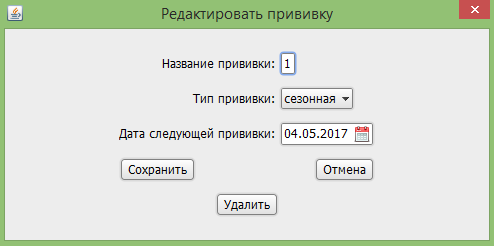 Редактировать прививку
Название прививки: 1
Тип прививки: сезонная
Дата следующей прививки: 04.05.2017
Сохранить Отмена
Удалить